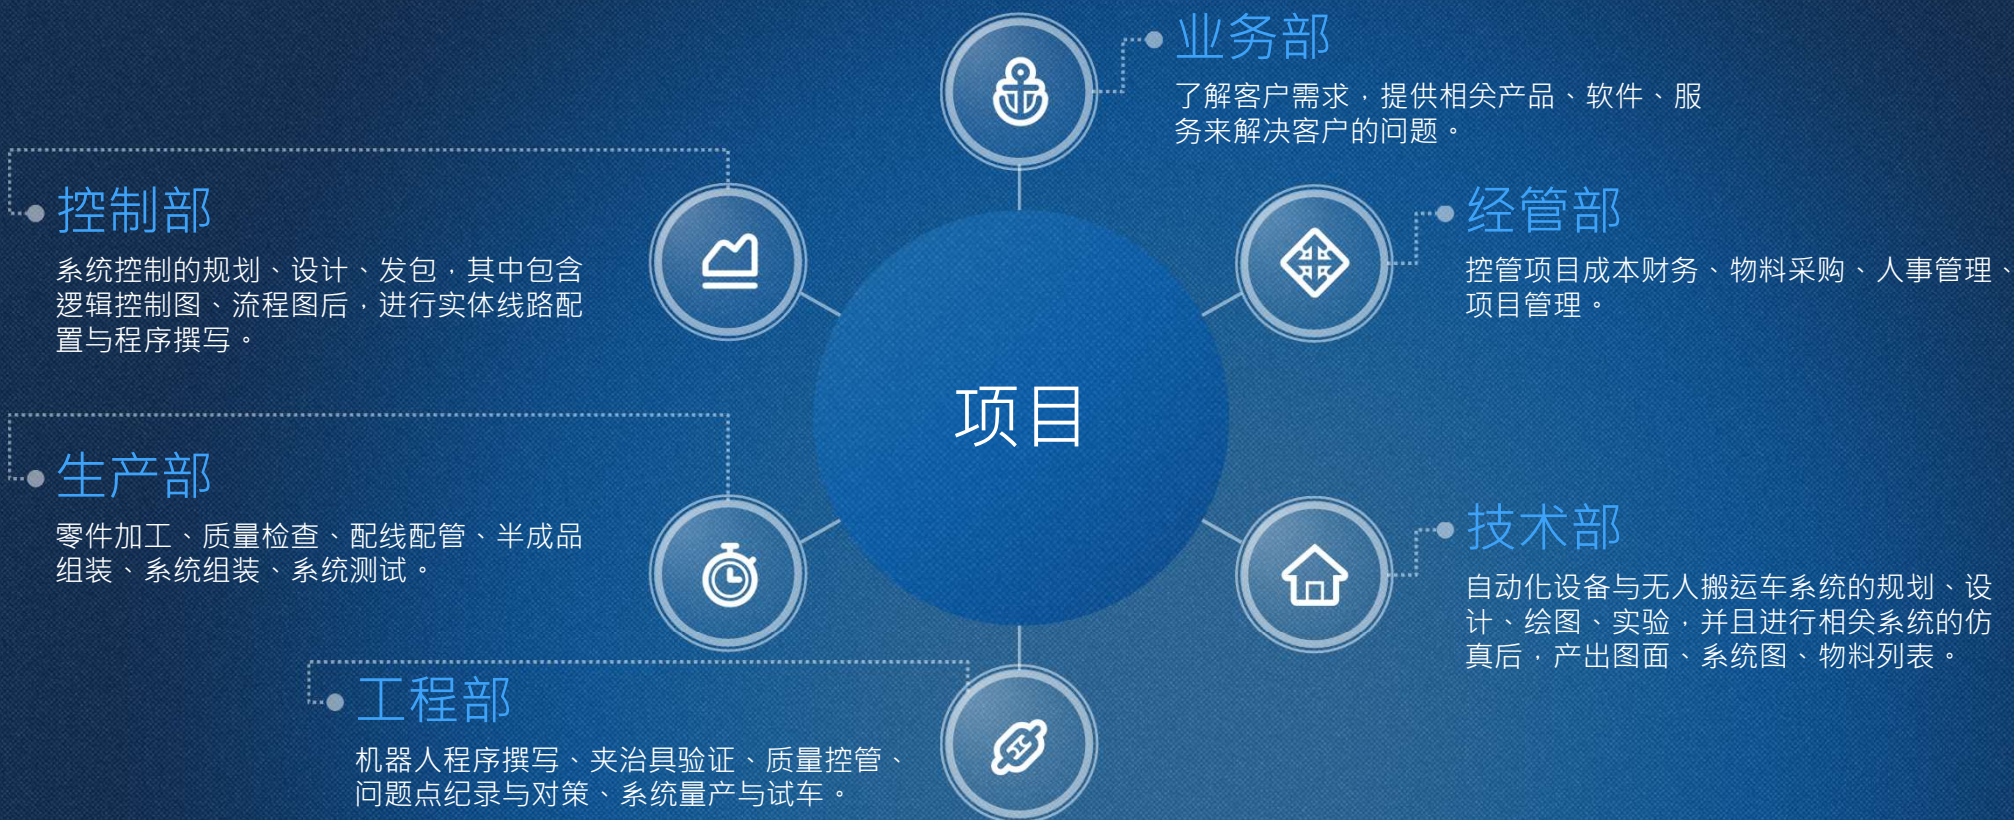 业务部
了解客户需求，提供相关产品、软件、服
务来解决客户的问题。
控制部
系统控制的规划、设计、发包，其中包含
逻辑控制图、流程图后，进行实体线路配
置与程序撰写。
经管部
控管项目成本财务、物料采购、人事管理、
项目管理。
项目
生产部
零件加工、质量检查、配线配管、半成品
组装、系统组装、系统测试。
技术部
自动化设备与无人搬运车系统的规划、设
计、绘图、实验，并且进行相关系统的仿
真后，产出图面、系统图、物料列表。
工程部
机器人程序撰写、夹治具验证、质量控管、
问题点纪录与对策、系统量产与试车。